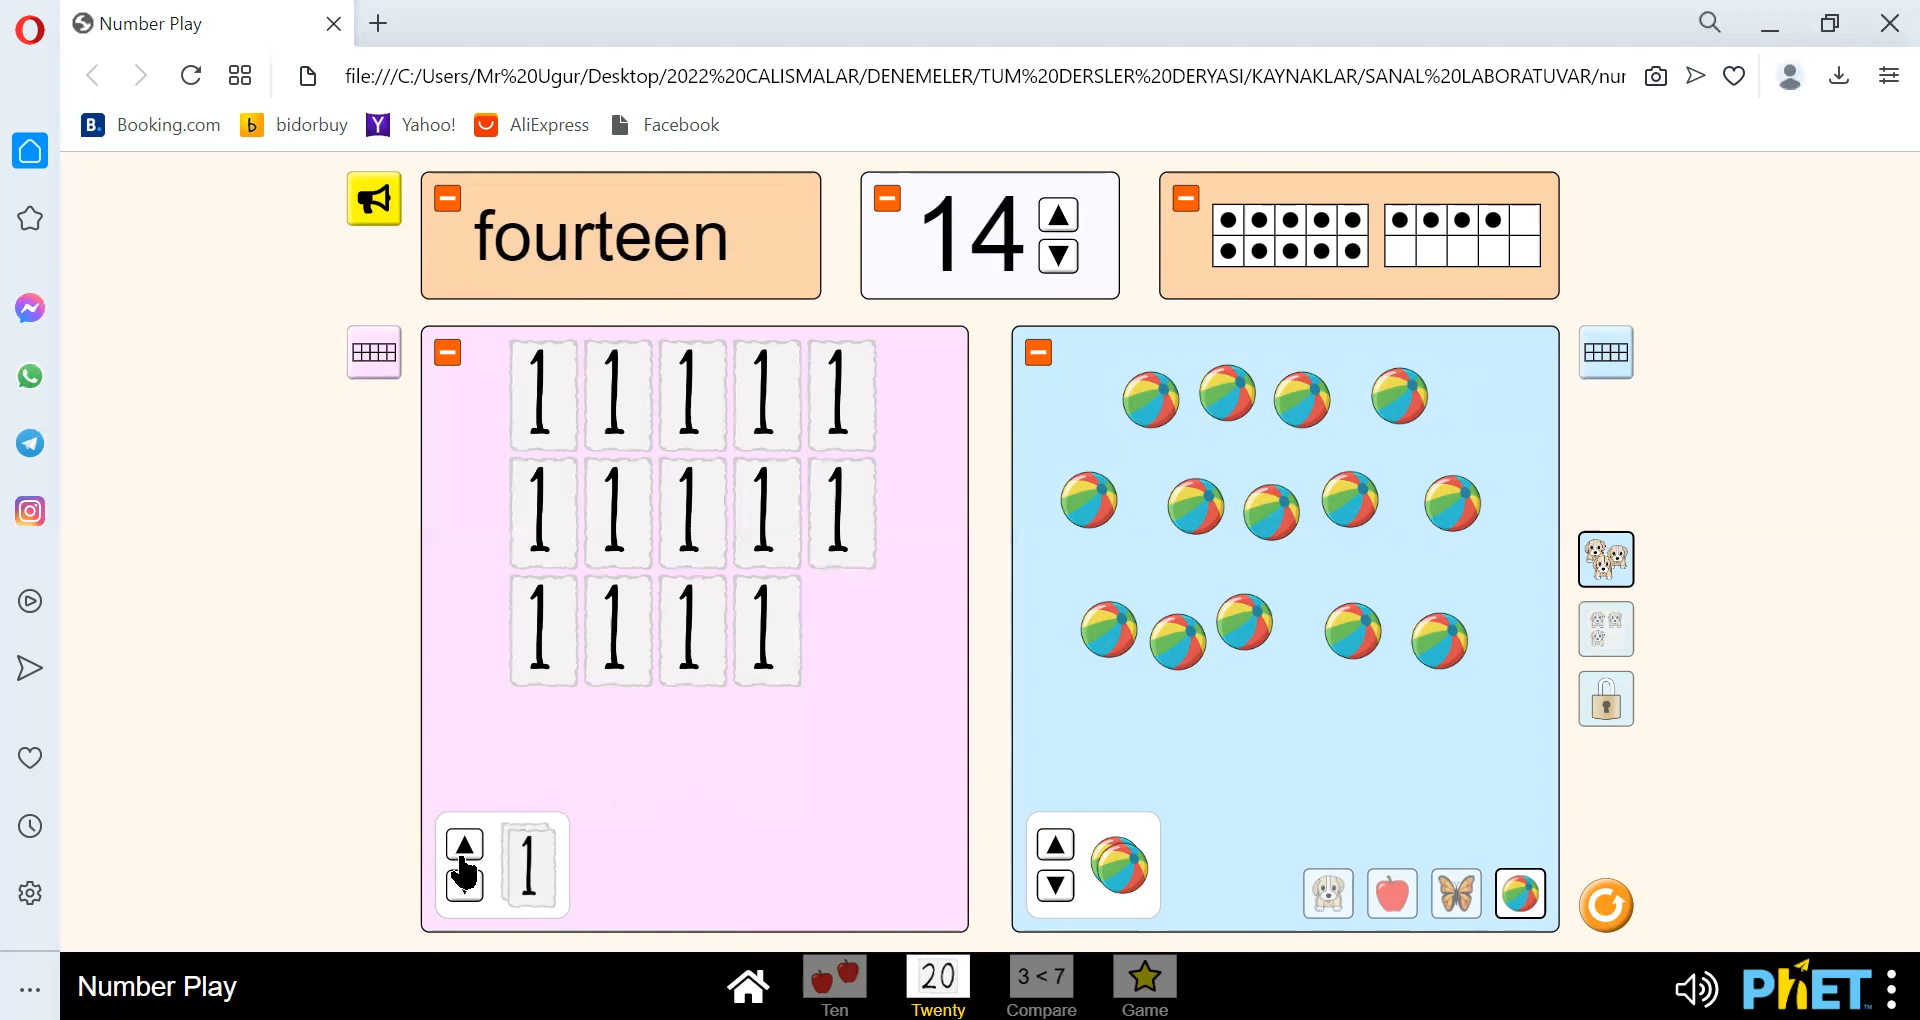 Number Play
file:///C:/Users/Mr%20Ugur/Desktop/2022%20CALISMALAR/DENEMELER/TUM%20DERSLER%20DERYASI/KAYNAKLAR/SANAL%20LABORATUVAR/nur
B. Booking.com b bidorbuy Y Yahoo! AliExpress Facebook
fourteen 14
1 1 1 1 1
1 1 1 1 1
1 1 1 1
1
Number Play
20 3 < 7
Ten Twenty Compare Game
PhET™